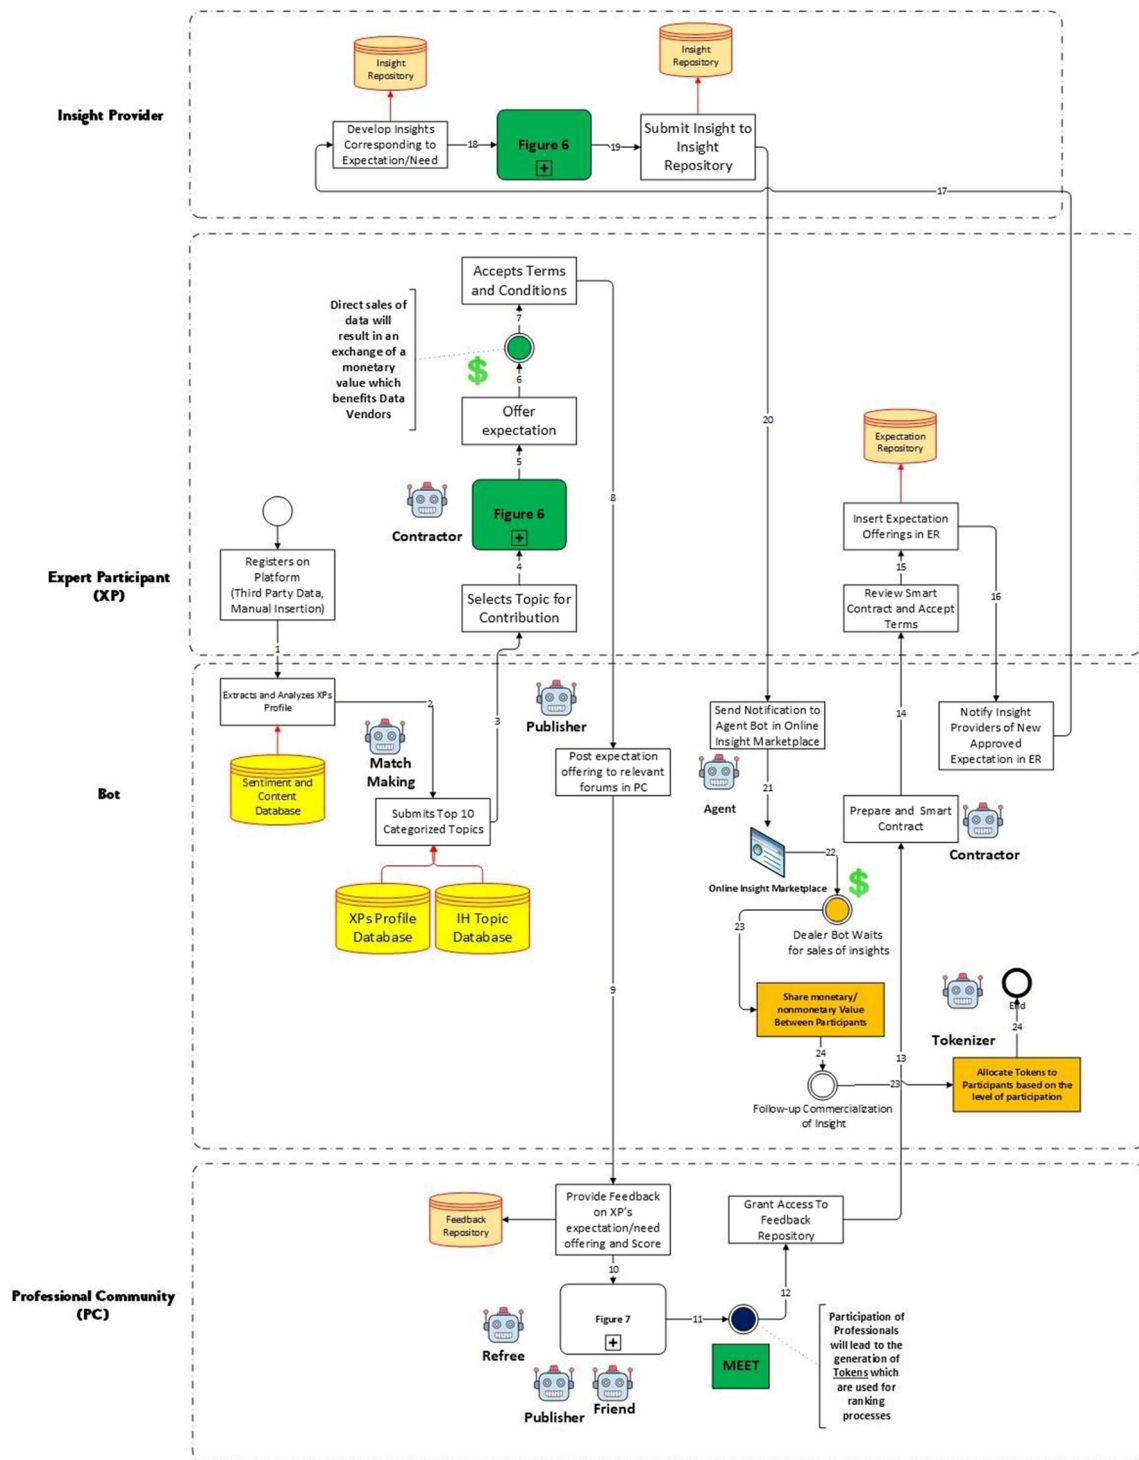 Insight Provider
Insight
Repository
Insight
Repository
Develop Insights
Corresponding to
Expectation/Need
18
Figure 6
19
Submit Insight to
Insight
Repository
17
Expert Participant
(XP)
Accepts Terms
and Conditions
7
Direct sales of
data will
result in an
exchange of a
monetary
value which
benefits Data
Vendors
$
6
Offer
expectation
5
Figure 6
Contractor
4
Selects Topic for
Contribution
Registers on
Platform
(Third Party Data,
Manual Insertion)
1
8
20
Expectation
Repository
Insert Expectation
Offerings in ER
15
16
Review Smart
Contract and Accept
Terms
Bot
Extracts and Analyzes XPs
Profile
2
3
Sentiment and
Content
Database
Match
Making
Submits Top 10
Categorized Topics
XPs Profile
Database
IH Topic
Database
Publisher
Post expectation
offering to relevant
forums in PC
9
Send Notification to
Agent Bot in Online
Insight Marketplace
Agent
21
14
Notify Insight
Providers of New
Approved
Expectation in ER
Prepare and Smart
Contract
Contractor
22
Online Insight Marketplace
$
23
Dealer Bot Waits
for sales of insights
Share monetary/
nonmonetary Value
Between Participants
24
Follow-up Commercialization
of Insight
23
13
Tokenizer
End
24
Allocate Tokens to
Participants based on the
level of participation
Professional Community
(PC)
Feedback
Repository
Provide Feedback
on XP's
expectation/need
offering and Score
10
Grant Access To
Feedback
Repository
12
Figure 7
11
Refree
Publisher
Friend
MEET
Participation of
Professionals
will lead to the
generation of
Tokens which
are used for
ranking
processes